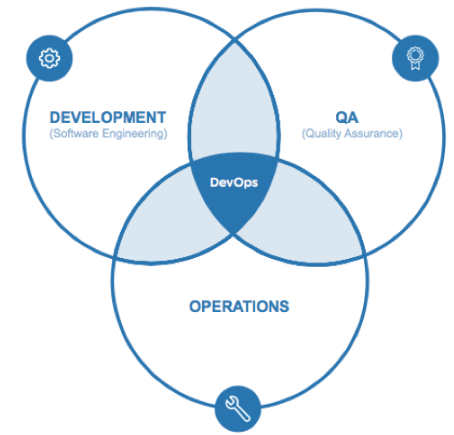 DEVELOPMENT
(Software Engineering)
QA
(Quality Assurance)
DevOps
OPERATIONS